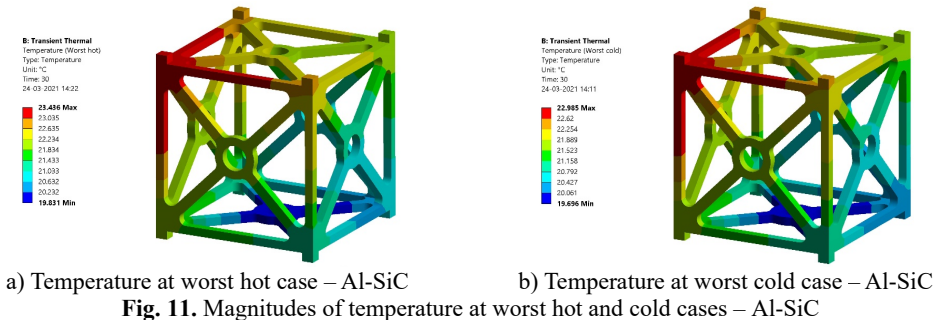 B: Transient Thermal
Temperature (Worst hot)
Type: Temperature
Unit: °C
Time: 30
24-03-2021 14:22
23.436 Max
23.035
22.635
22.234
21.834
21.433
21.033
20.632
20.232
19.831 Min
B: Transient Thermal
Temperature (Worst cold)
Type: Temperature
Unit: °C
Time: 30
24-03-2021 14:11
22.985 Max
22.62
22.254
21.889
21.523
21.158
20.792
20.427
20.061
19.696 Min
a) Temperature at worst hot case – Al-SiC
b) Temperature at worst cold case – Al-SiC
Fig. 11. Magnitudes of temperature at worst hot and cold cases – Al-SiC